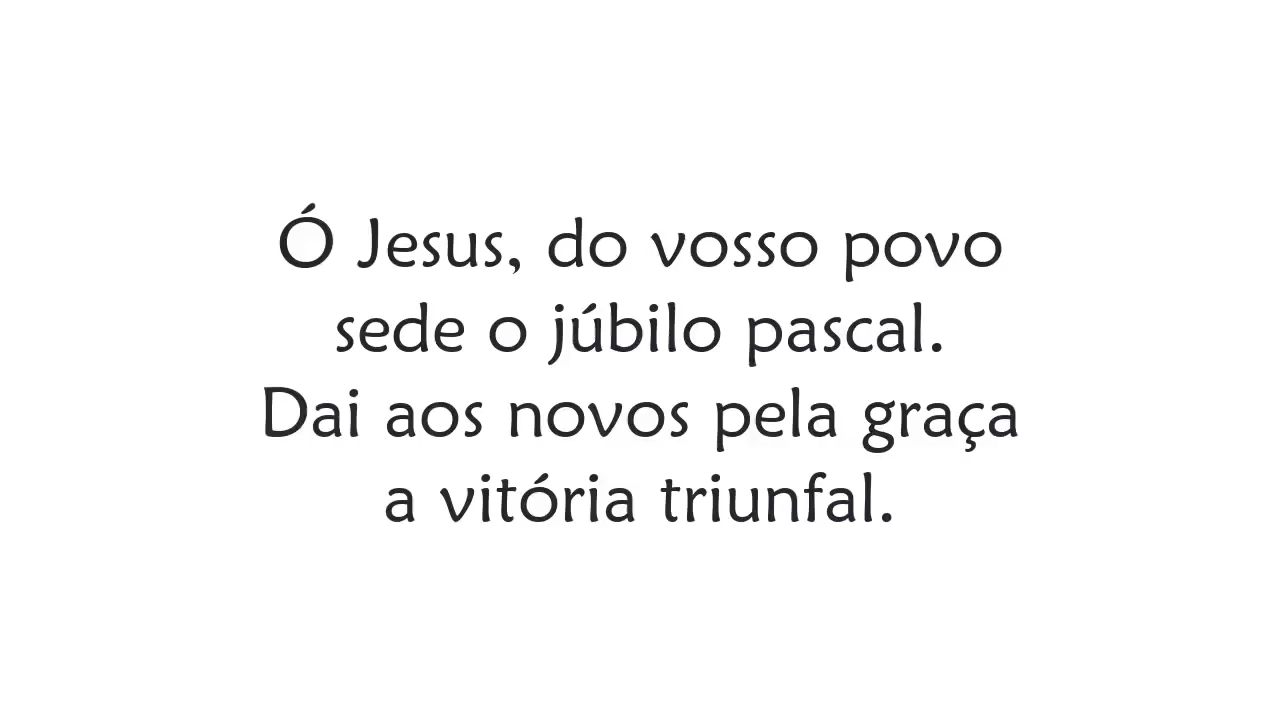 Ó Jesus, do vosso povo
sede o júbilo pascal.
Dai aos novos pela graça
a vitória triunfal.